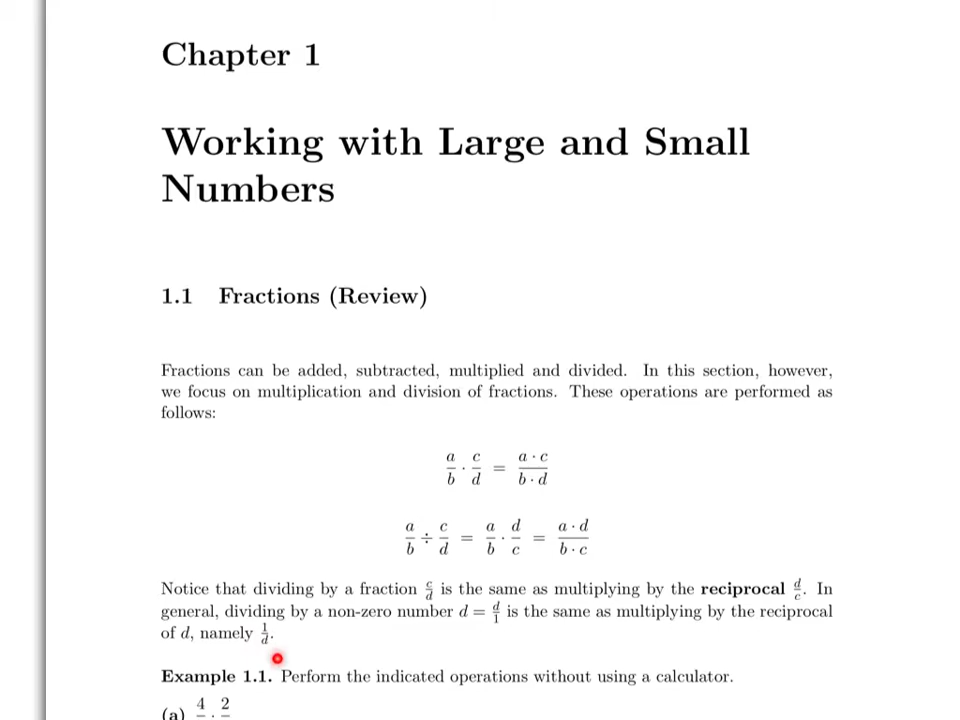 Chapter 1
Working with Large and Small
Numbers
1.1 Fractions (Review)
Fractions can be added, subtracted, multiplied and divided. In this section, however,
we focus on multiplication and division of fractions. These operations are performed as
follows:
a/b · c/d = a · c / b · d
a/b ÷ c/d = a/b · d/c = a · d / b · c
Notice that dividing by a fraction c/d is the same as multiplying by the reciprocal d/c. In
general, dividing by a non-zero number d = d/1 is the same as multiplying by the reciprocal
of d, namely 1/d.
Example 1.1. Perform the indicated operations without using a calculator.
(a) 4 · 2